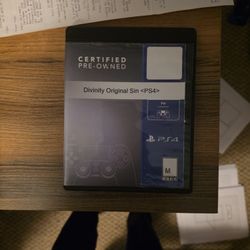 CERTIFIED
PRE-OWNED
Divinity Original Sin <PS4>
PS4
M